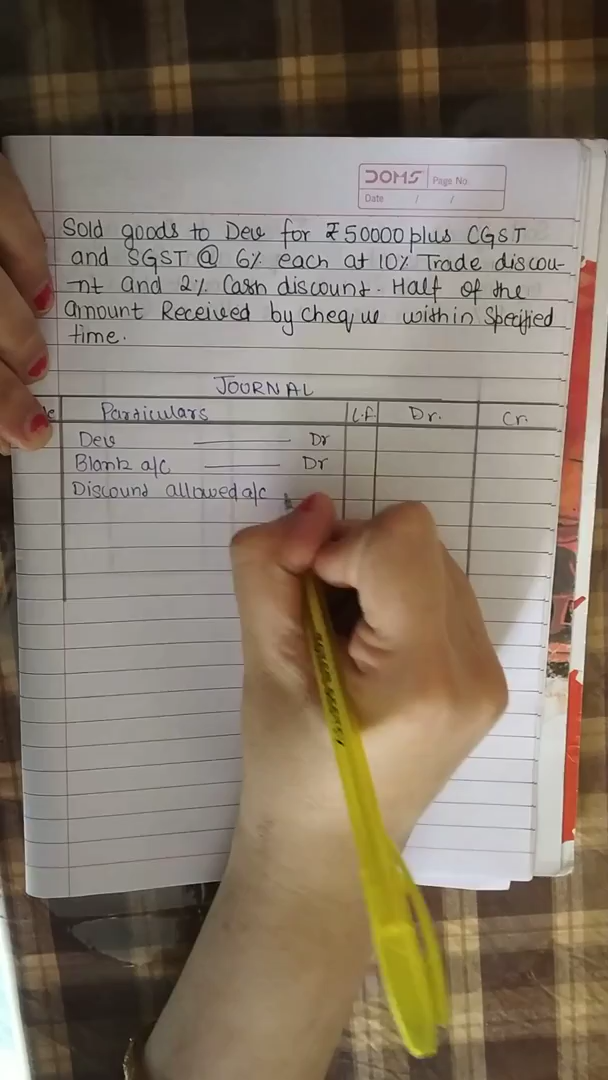 DOMS Page No
Date / /
Sold goods to Dev for ₹50000 plus CGST
and SGST @ 6% each at 10% Trade discou-
nt and 2% Cash discount. Half of the
amount Received by cheque within Specified
time.
JOURNAL
Particulars L.F Dr. Cr.
Dev Dr
Blank a/c Dr
Discount allowed a/c